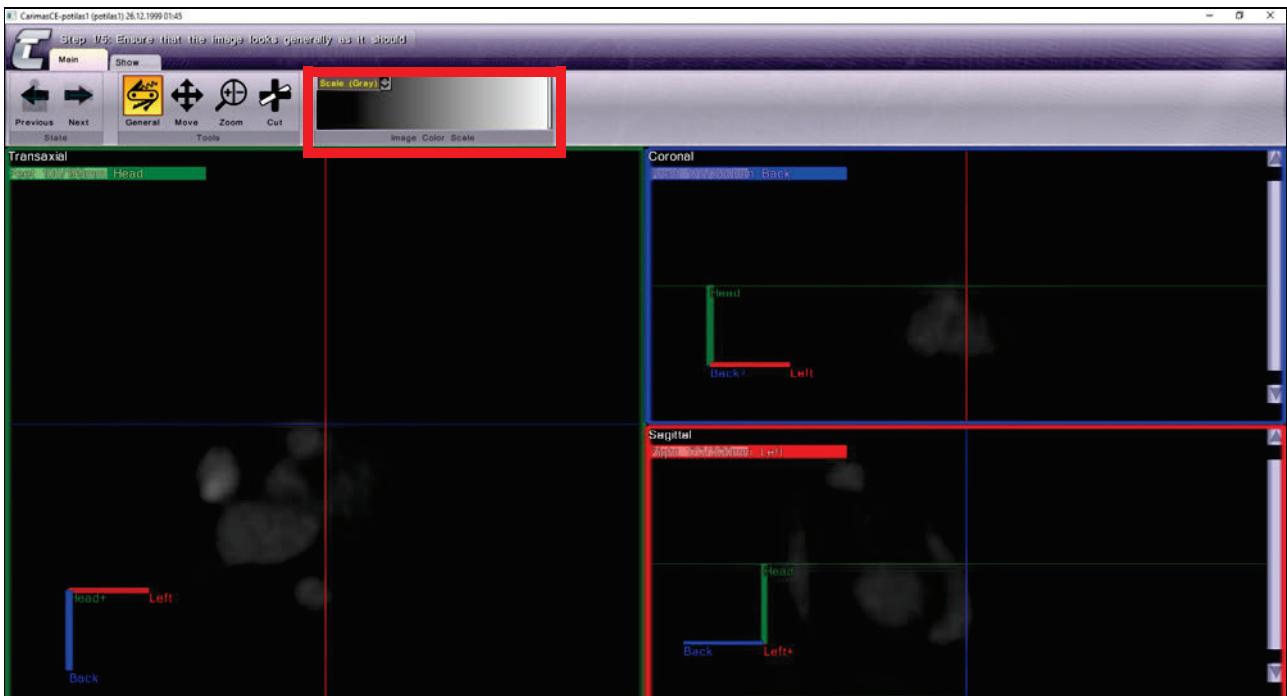 CarimasCE-potilas1 (potilas1) 26.12.1999 01:45
Step 1/5: Ensure that the image looks generally as it should
Main Show
Scale (Gray)
Previous Next General Move Zoom Cut
State Tools Image Color Scale
Transaxial
Head
Coronal
Back
Head
Back+ Left
Sagittal
Left
Head+ Left
Back
Head
Back Left+